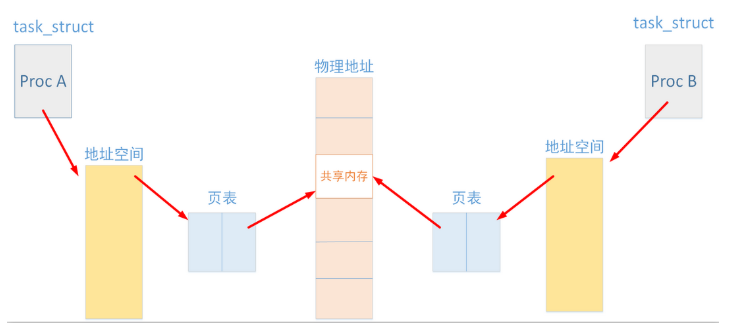 task_struct
task_struct
Proc A
物理地址
Proc B
地址空间
地址空间
共享内存
页表
页表